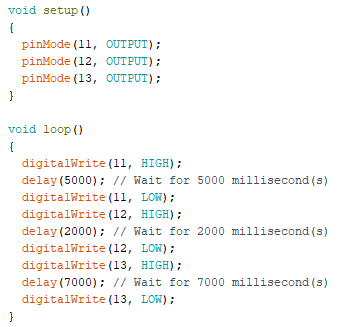 void setup()
{
  pinMode(11, OUTPUT);
  pinMode(12, OUTPUT);
  pinMode(13, OUTPUT);
}

void loop()
{
  digitalWrite(11, HIGH);
  delay(5000); // Wait for 5000 millisecond(s)
  digitalWrite(11, LOW);
  digitalWrite(12, HIGH);
  delay(2000); // Wait for 2000 millisecond(s)
  digitalWrite(12, LOW);
  digitalWrite(13, HIGH);
  delay(7000); // Wait for 7000 millisecond(s)
  digitalWrite(13, LOW);
}